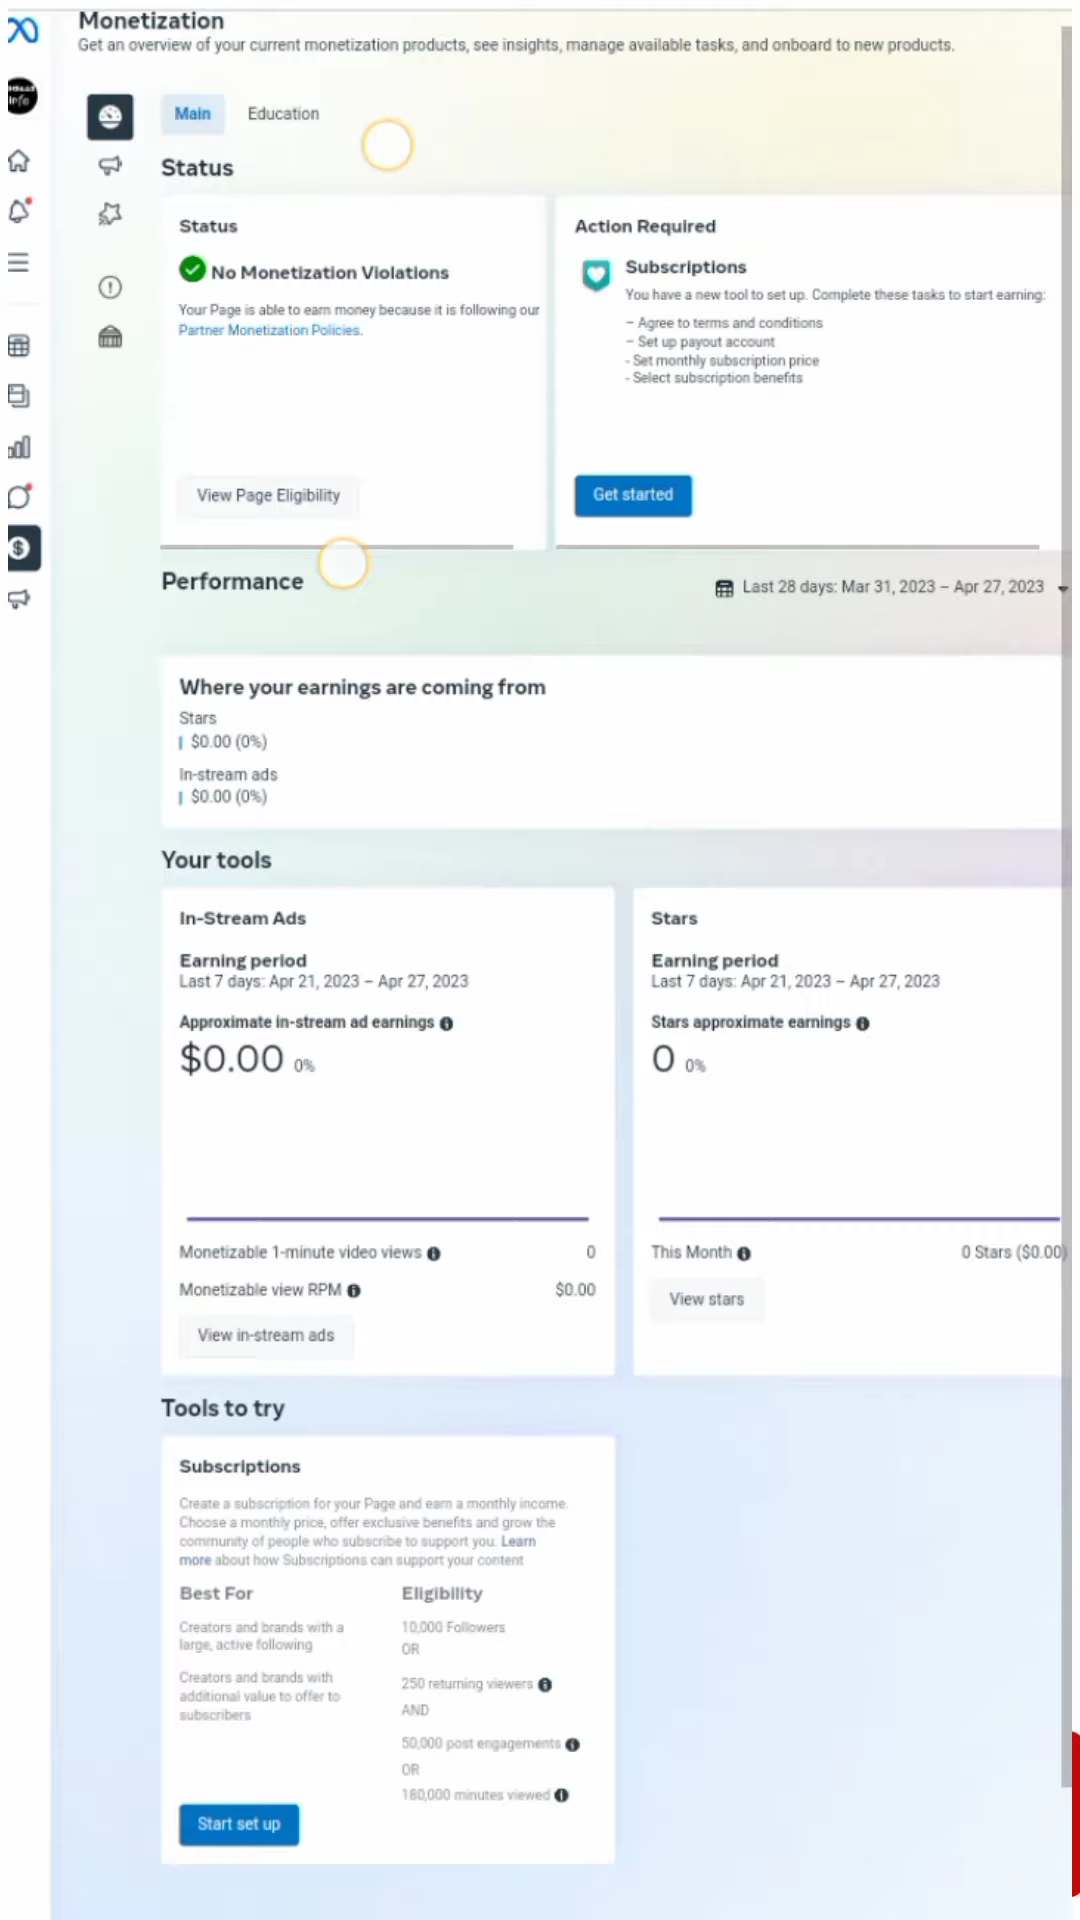 Monetization
Get an overview of your current monetization products, see insights, manage available tasks, and onboard to new products.
Main
Education
Status
Status
No Monetization Violations
Your Page is able to earn money because it is following our
Partner Monetization Policies.
View Page Eligibility
Action Required
Subscriptions
You have a new tool to set up. Complete these tasks to start earning:
– Agree to terms and conditions
– Set up payout account
- Set monthly subscription price
- Select subscription benefits
Get started
Performance
Last 28 days: Mar 31, 2023 – Apr 27, 2023
Where your earnings are coming from
Stars
$0.00 (0%)
In-stream ads
$0.00 (0%)
Your tools
In-Stream Ads
Earning period
Last 7 days: Apr 21, 2023 – Apr 27, 2023
Approximate in-stream ad earnings
$0.00 0%
Monetizable 1-minute video views 0
Monetizable view RPM $0.00
View in-stream ads
Stars
Earning period
Last 7 days: Apr 21, 2023 – Apr 27, 2023
Stars approximate earnings
0 0%
This Month 0 Stars ($0.00)
View stars
Tools to try
Subscriptions
Create a subscription for your Page and earn a monthly income.
Choose a monthly price, offer exclusive benefits and grow the
community of people who subscribe to support you. Learn
more about how Subscriptions can support your content
Best For
Creators and brands with a
large, active following
Creators and brands with
additional value to offer to
subscribers
Eligibility
10,000 Followers
OR
250 returning viewers
AND
50,000 post engagements
OR
180,000 minutes viewed
Start set up